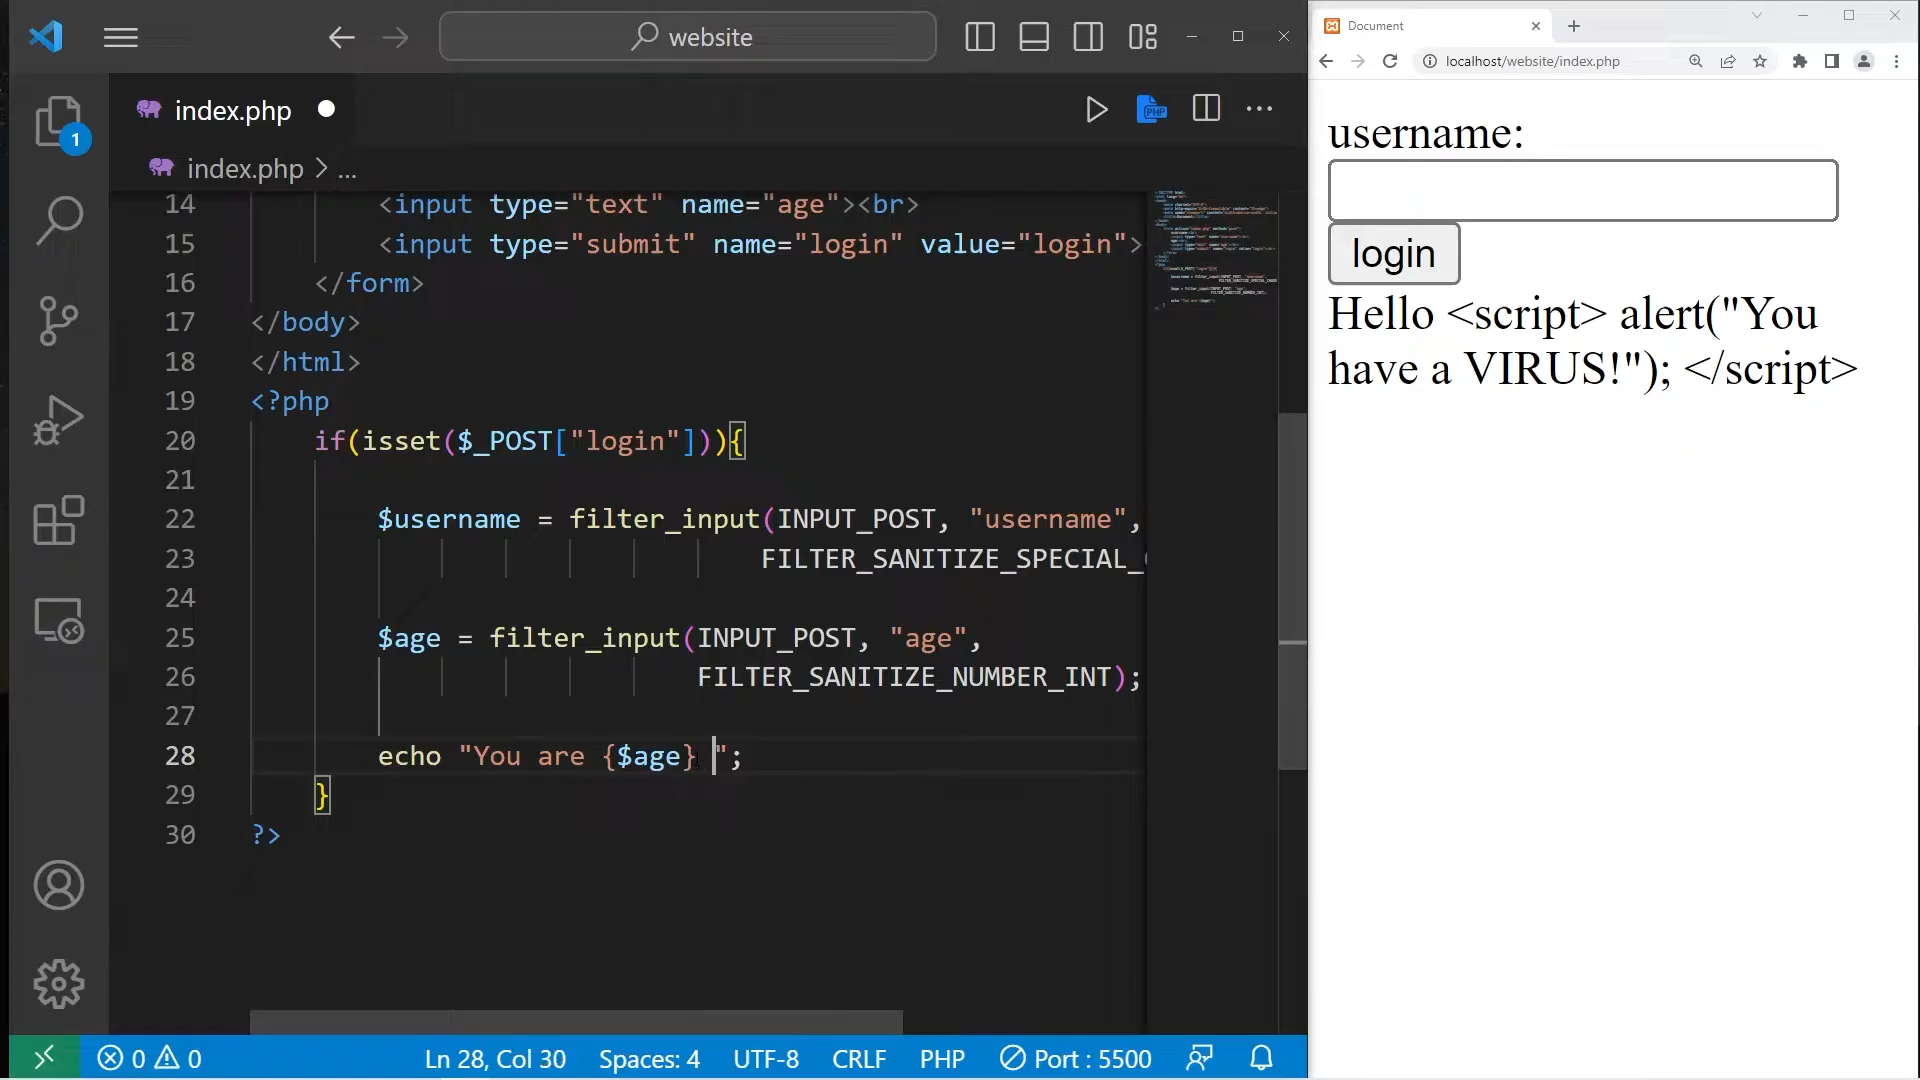 website
index.php
1
index.php > ...
14 <input type="text" name="age"><br>
15 <input type="submit" name="login" value="login">
16 </form>
17 </body>
18 </html>
19 <?php
20 if(isset($_POST["login"])){
21
22 $username = filter_input(INPUT_POST, "username",
23 FILTER_SANITIZE_SPECIAL_
24
25 $age = filter_input(INPUT_POST, "age",
26 FILTER_SANITIZE_NUMBER_INT);
27
28 echo "You are {$age} ";
29 }
30 ?>
0 0 Ln 28, Col 30 Spaces: 4 UTF-8 CRLF PHP Port : 5500
Document
localhost/website/index.php
username:
login
Hello <script> alert("You
have a VIRUS!"); </script>